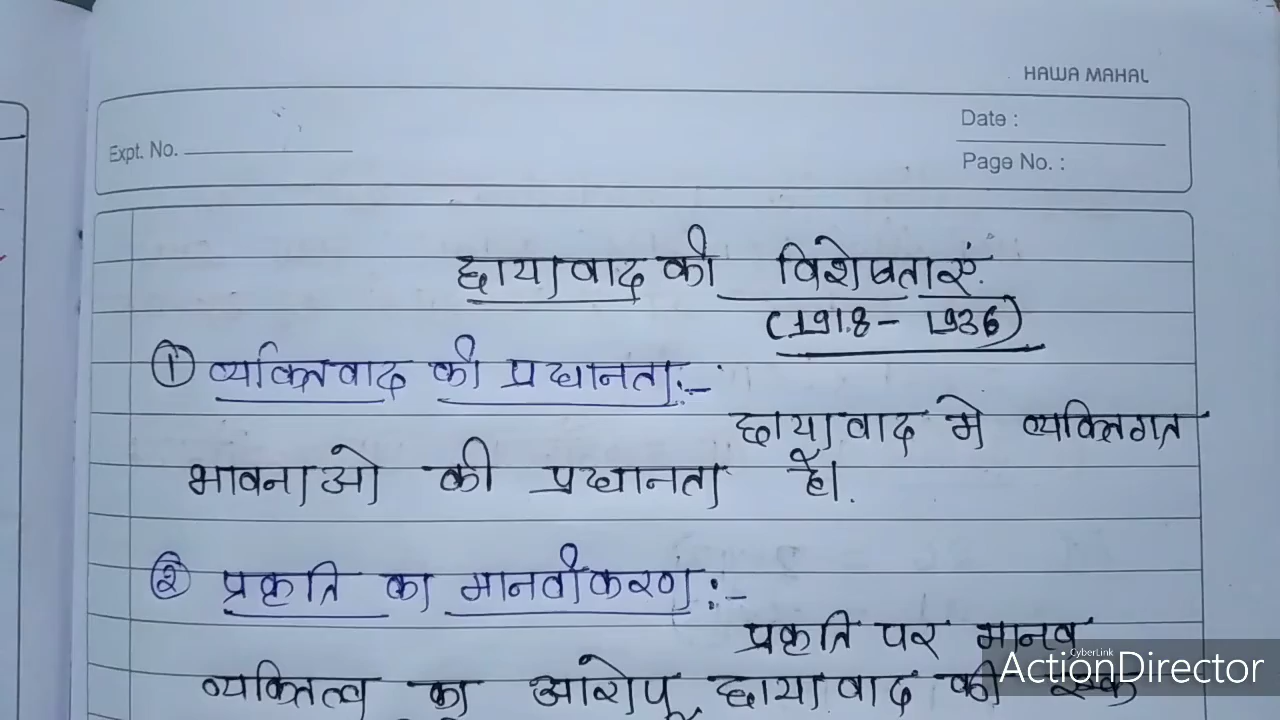 HAWA MAHAL
Date :
Expt. No.
Page No. :
छायावाद की विशेषताएं.
(1918 - 1936)
① व्यक्तिवाद की प्रधानता:-
छायावाद मे व्यक्तिगत
भावनाओ की प्रधानता है।.
② प्रकृति का मानवीकरण:-
प्रकृति पर मानव
व्यक्तित्व का आरोप, छायावाद की एक
CyberLink
ActionDirector